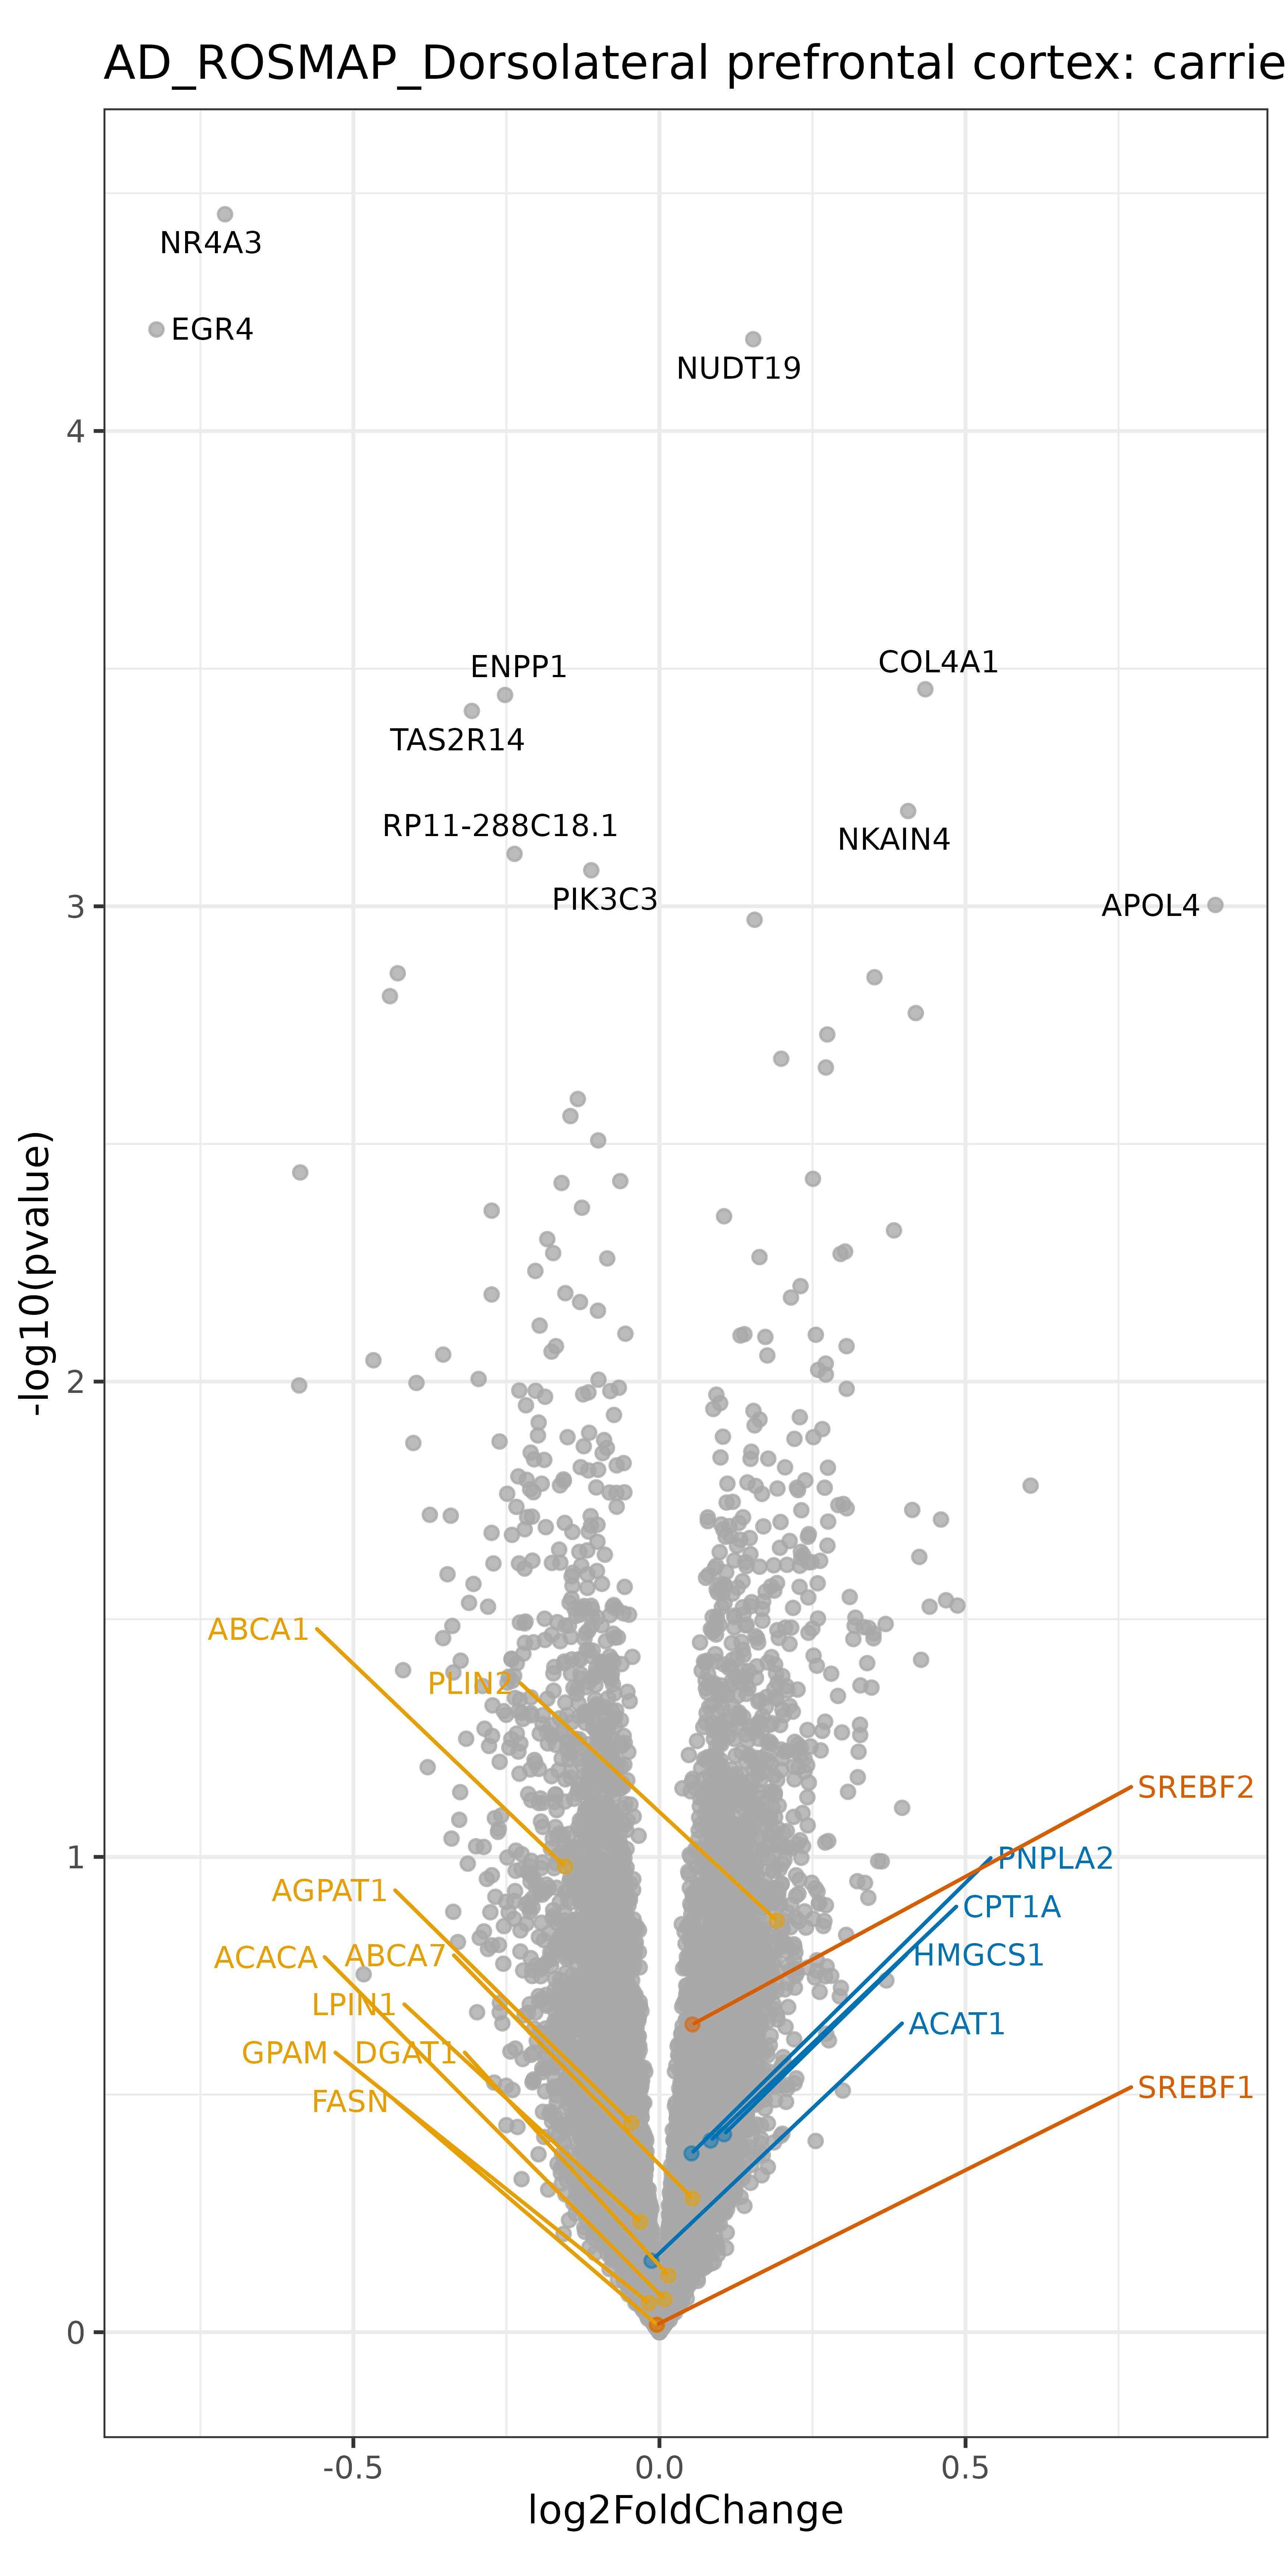 AD_ROSMAP_Dorsolateral prefrontal cortex: carrie
NR4A3
EGR4
NUDT19
4
ENPP1
COL4A1
TAS2R14
RP11-288C18.1
NKAIN4
PIK3C3
APOL4
3
-log10(pvalue)
2
ABCA1
PLIN2
SREBF2
1
PNPLA2
AGPAT1
CPT1A
ACACA
ABCA7
HMGCS1
LPIN1
ACAT1
GPAM
DGAT1
SREBF1
FASN
0
-0.5
0.0
0.5
log2FoldChange